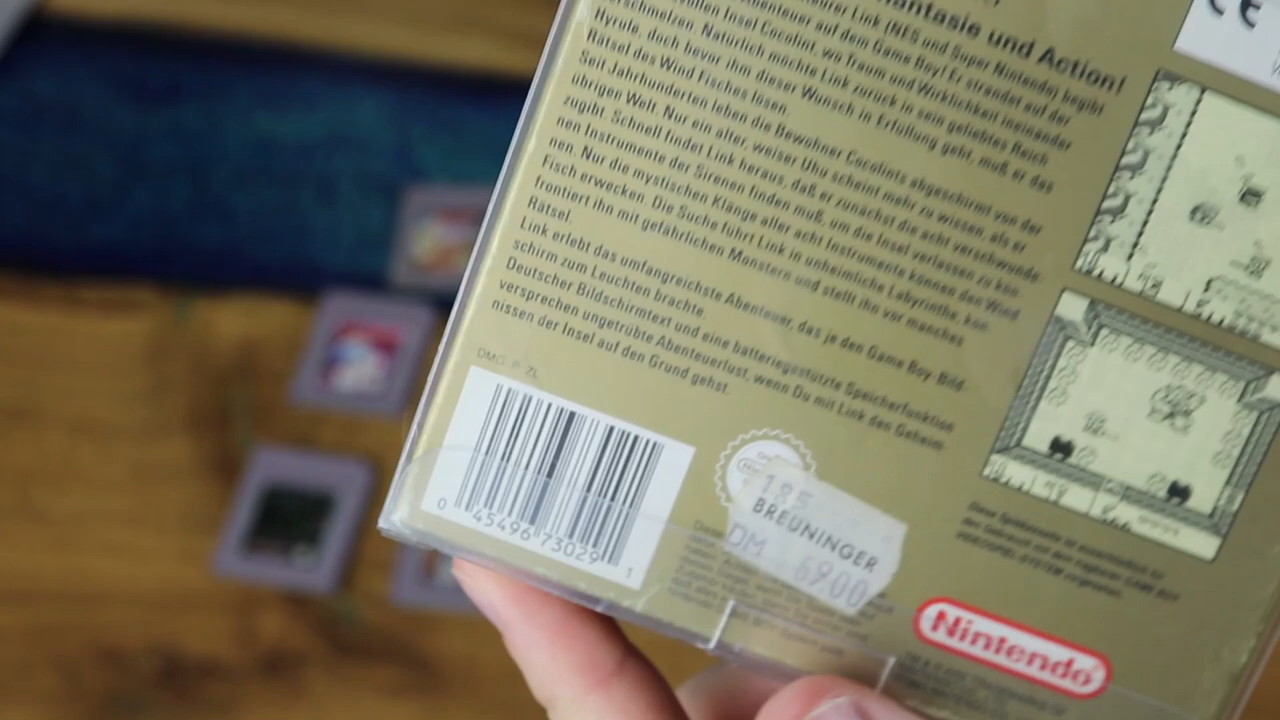 antasie und Action!
CE
eurer Link (NES und Super Nintendo) begibt
benteuer auf dem Game Boy! Er strandet auf der
ollen Insel Cocolint, wo Traum und Wirklichkeit ineinander
verschmelzen. Natürlich möchte Link zurück in sein geliebtes Reich
Hyrule, doch bevor ihm dieser Wunsch in Erfüllung geht, muß er das
Rätsel des Wind Fisches lösen.
Seit Jahrhunderten leben die Bewohner Cocolints abgeschirmt von der
übrigen Welt. Nur ein alter, weiser Uhu scheint mehr zu wissen, als er
zugibt. Schnell findet Link heraus, daß er zunächst die acht verschwunde-
nen Instrumente der Sirenen finden muß, um die Insel verlassen zu kön-
nen. Nur die mystischen Klänge aller acht Instrumente können den Wind
Fisch erwecken. Die Suche führt Link in unheimliche Labyrinthe, kon-
frontiert ihn mit gefährlichen Monstern und stellt ihn vor manches
Rätsel.
Link erlebt das umfangreichste Abenteuer, das je den Game Boy-Bild-
schirm zum Leuchten brachte.
Deutscher Bildschirmtext und eine batteriegestützte Speicherfunktion
versprechen ungetrübte Abenteuerlust, wenn Du mit Link den Geheim-
nissen der Insel auf den Grund gehst.
0 45496 73029 1
185
BREUNINGER
DM 6900
Nintendo